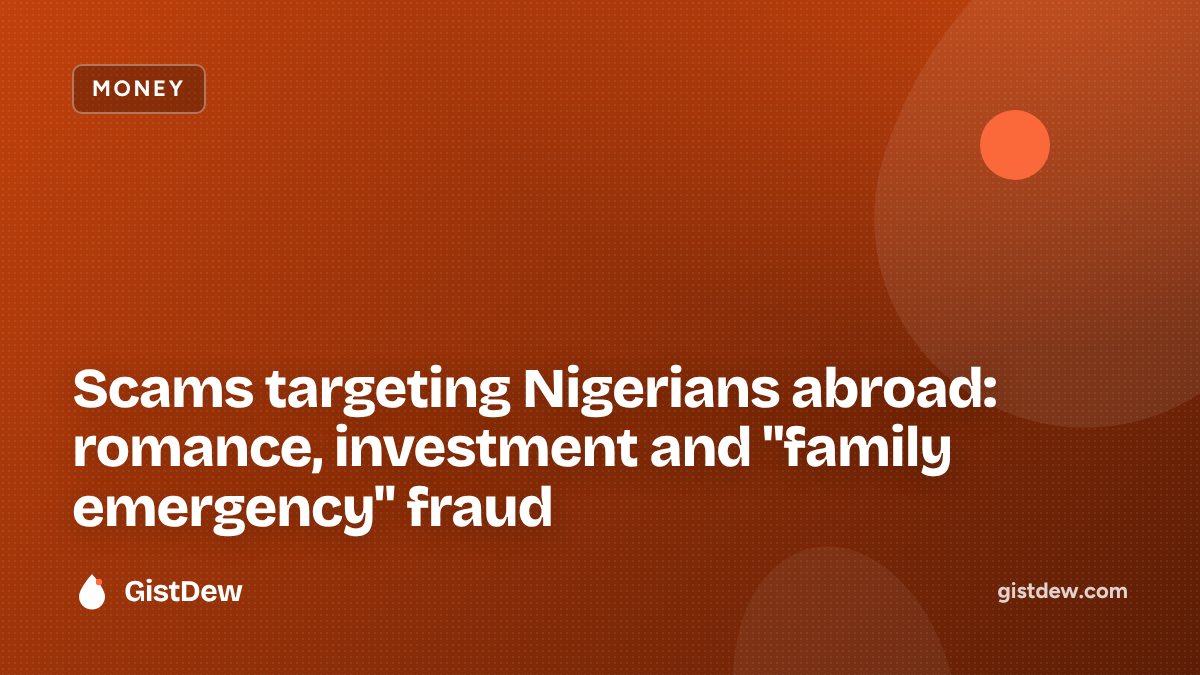 MONEY
Scams targeting Nigerians abroad:
romance, investment and "family
emergency" fraud
GistDew
gistdew.com